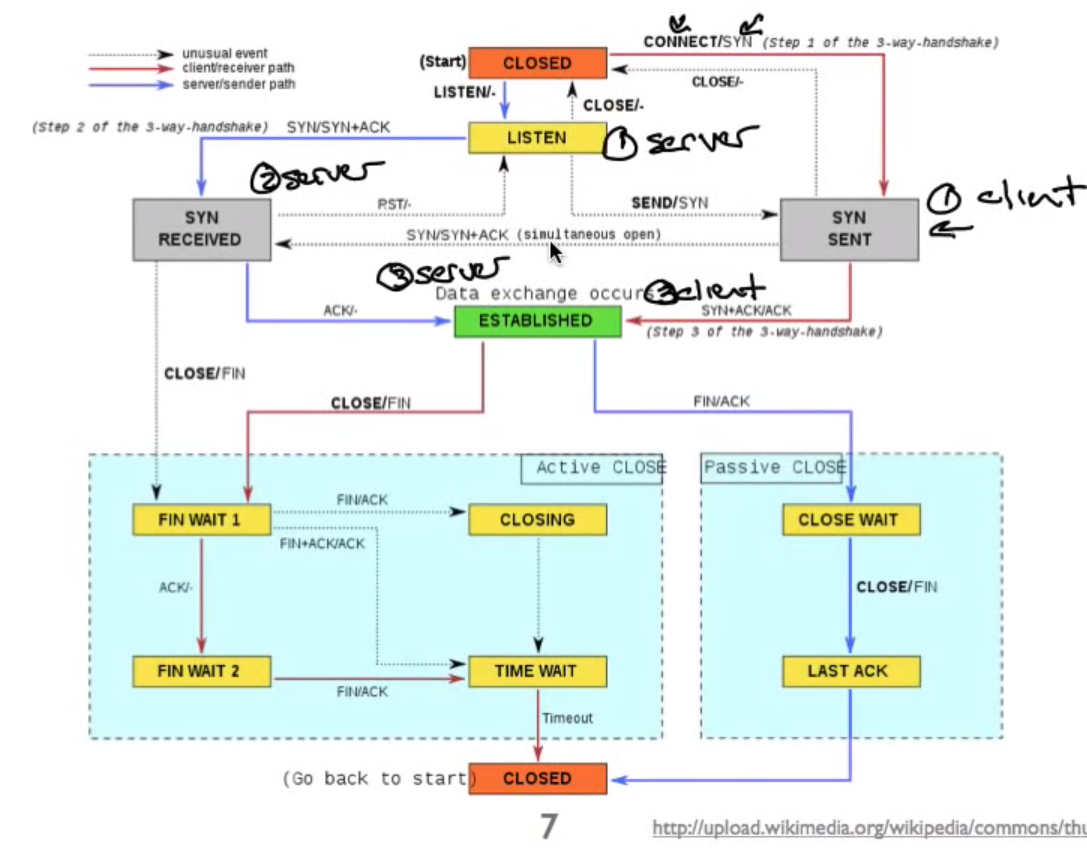 CONNECT/SYN (Step 1 of the 3-way-handshake)
unusual event
client/receiver path
server/sender path
(Start) CLOSED
CLOSE/-
LISTEN/-
CLOSE/-
(Step 2 of the 3-way-handshake) SYN/SYN+ACK
LISTEN
① server
② server
RST/-
SEND/SYN
① client
SYN
RECEIVED
SYN
SENT
SYN/SYN+ACK (simultaneous open)
③ server
Data exchange occurs
client
ACK/-
ESTABLISHED
SYN+ACK/ACK
(Step 3 of the 3-way-handshake)
CLOSE/FIN
CLOSE/FIN
FIN/ACK
Active CLOSE
Passive CLOSE
FIN WAIT 1
FIN/ACK
CLOSING
CLOSE WAIT
FIN+ACK/ACK
ACK/-
CLOSE/FIN
FIN WAIT 2
FIN/ACK
TIME WAIT
LAST ACK
Timeout
(Go back to start) CLOSED
7
http://upload.wikimedia.org/wikipedia/commons/thu